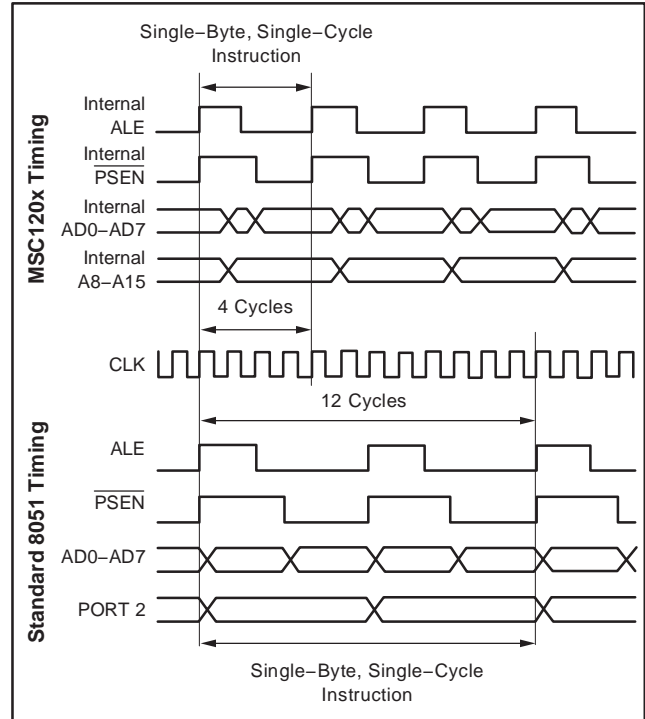 Single−Byte, Single−Cycle
Instruction
MSC120x Timing
Internal
ALE
Internal
PSEN
Internal
AD0−AD7
Internal
A8−A15
4 Cycles
CLK
12 Cycles
Standard 8051 Timing
ALE
PSEN
AD0−AD7
PORT 2
Single−Byte, Single−Cycle
Instruction